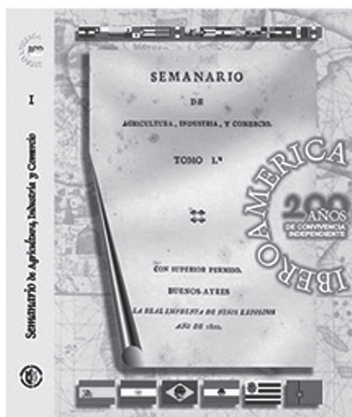 I
Semanario de Agricultura, Industria y Comercio
SEMANARIO
DE
AGRICULTURA, INDUSTRIA, Y COMERCIO.
TOMO I.º
CON SUPERIOR PERMISO.
BUENOS-AYRES
LA REAL IMPRENTA DE NIÑOS EXPOSITOS
AÑO DE 1802.
IBEROAMERICA
200 AÑOS
DE CONVIVENCIA
INDEPENDIENTE